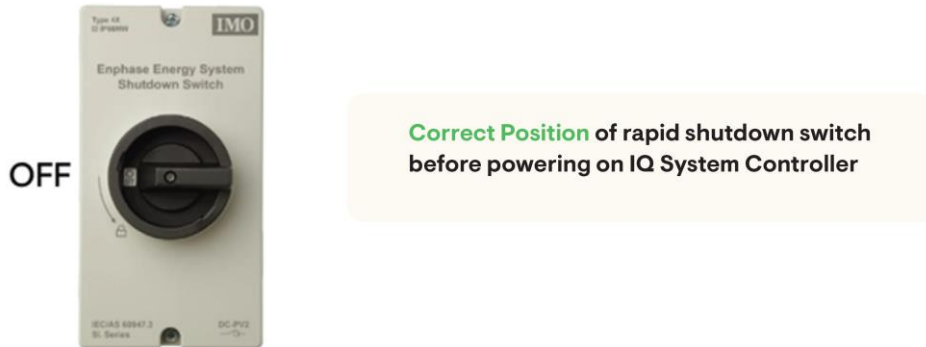 Type 4X
IMO
Enphase Energy System
Shutdown Switch
OFF
Correct Position of rapid shutdown switch
before powering on IQ System Controller
IEC/AS 60947.3
SI. Series
DC-PV2